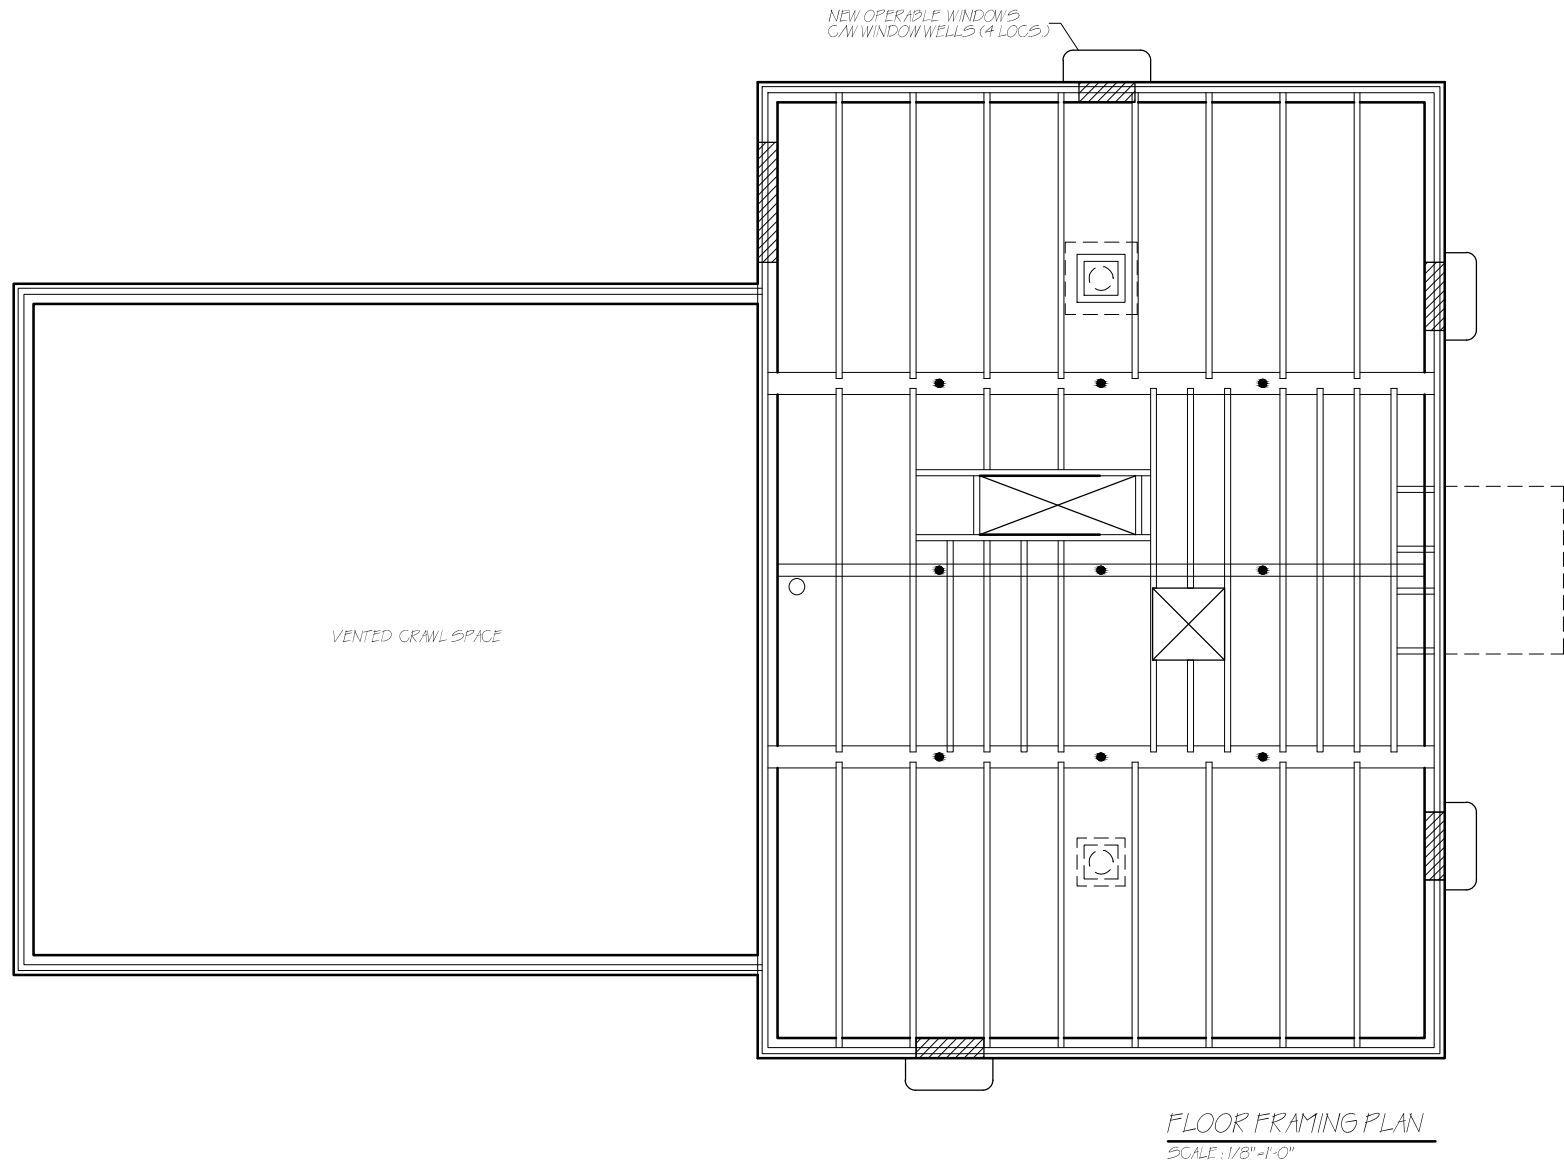 NEW OPERABLE WINDOWS
C/W WINDOW WELLS (4 LOCS.)
VENTED CRAWL SPACE
FLOOR FRAMING PLAN
SCALE : 1/8"=1'-0"